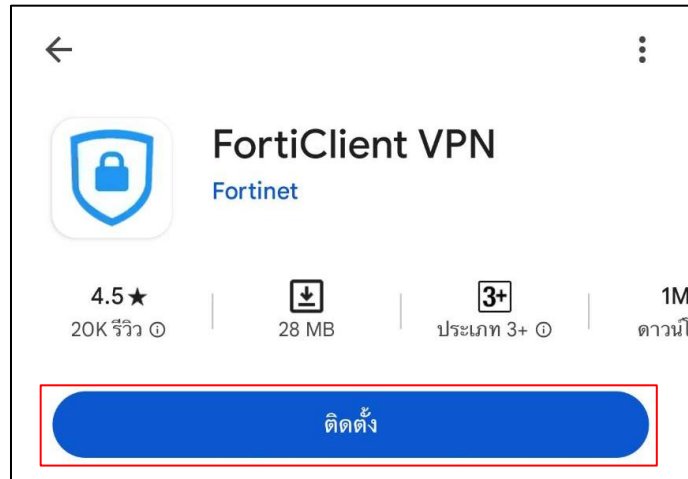 FortiClient VPN
Fortinet
4.5★
20K รีวิว
28 MB
3+
ประเภท 3+
1M
ติดตั้ง